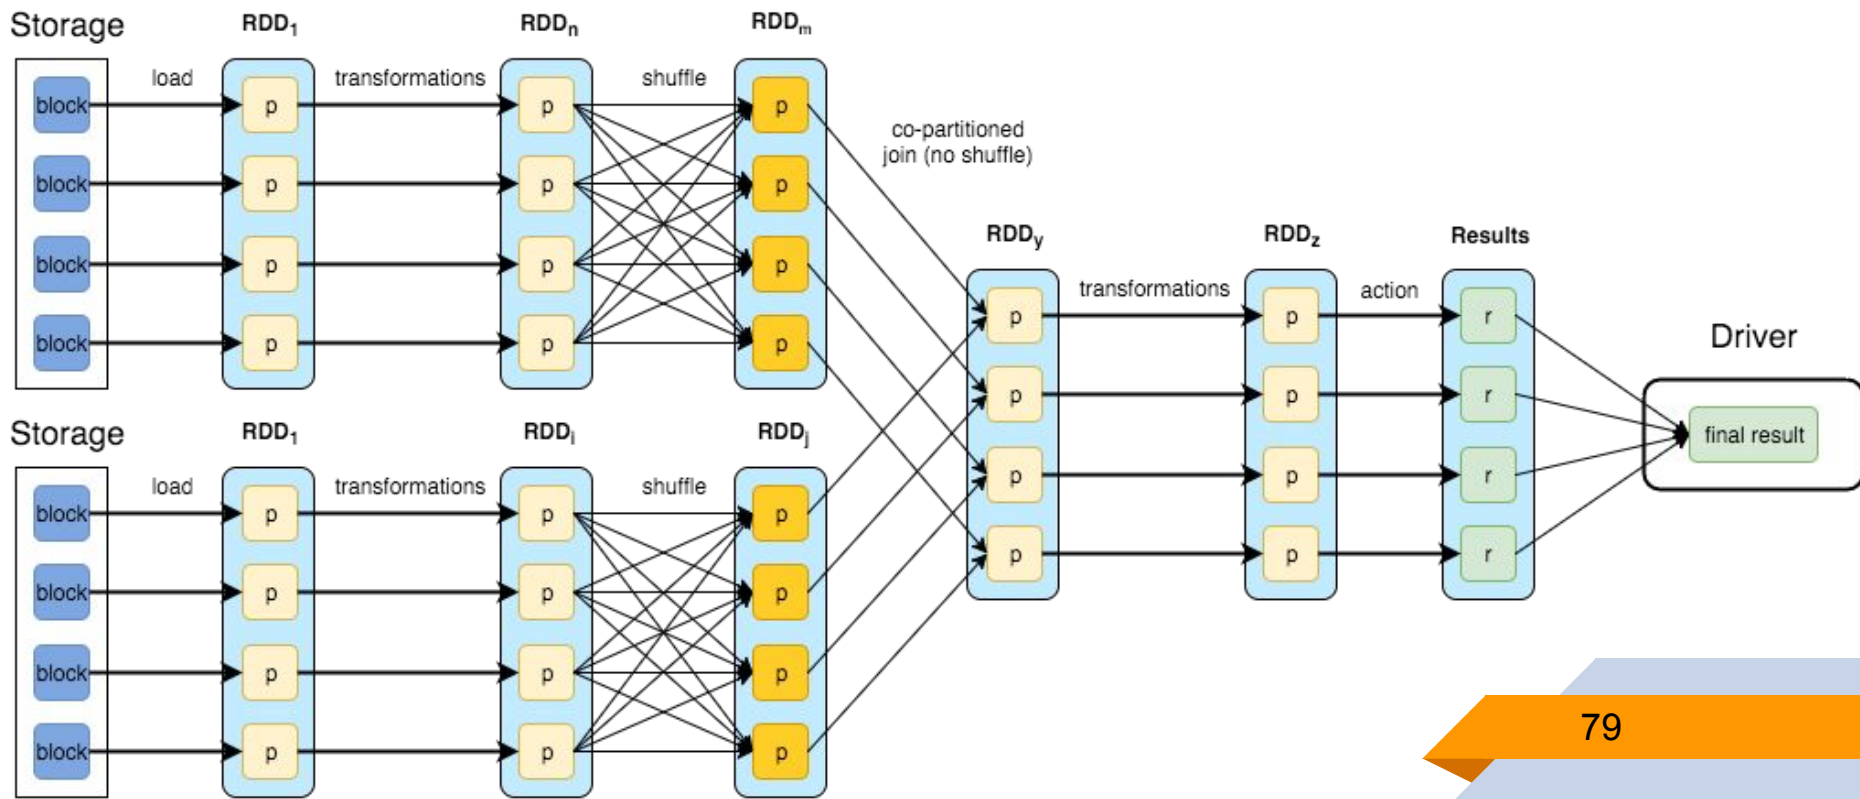 Storage
RDD1
RDDn
RDDm
load
transformations
shuffle
block
p
p
p
block
p
p
p
block
p
p
p
block
p
p
p
co-partitioned
join (no shuffle)
Storage
RDD1
RDDi
RDDj
load
transformations
shuffle
block
p
p
p
block
p
p
p
block
p
p
p
block
p
p
p
RDDy
RDDz
Results
transformations
action
p
p
r
p
p
r
p
p
r
p
p
r
Driver
final result
79